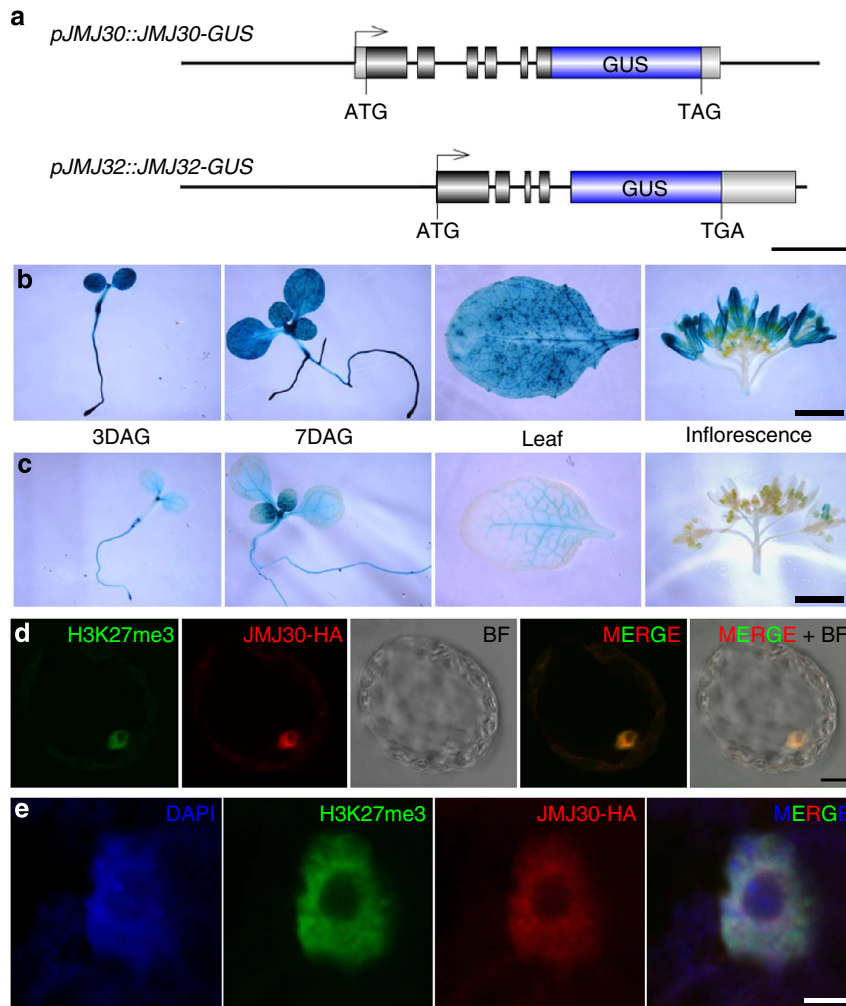 a
pJMJ30::JMJ30-GUS
GUS
ATG TAG
pJMJ32::JMJ32-GUS
GUS
ATG TGA
b
3DAG 7DAG Leaf Inflorescence
c
d H3K27me3 JMJ30-HA BF MERGE MERGE + BF
e DAPI H3K27me3 JMJ30-HA MERGE